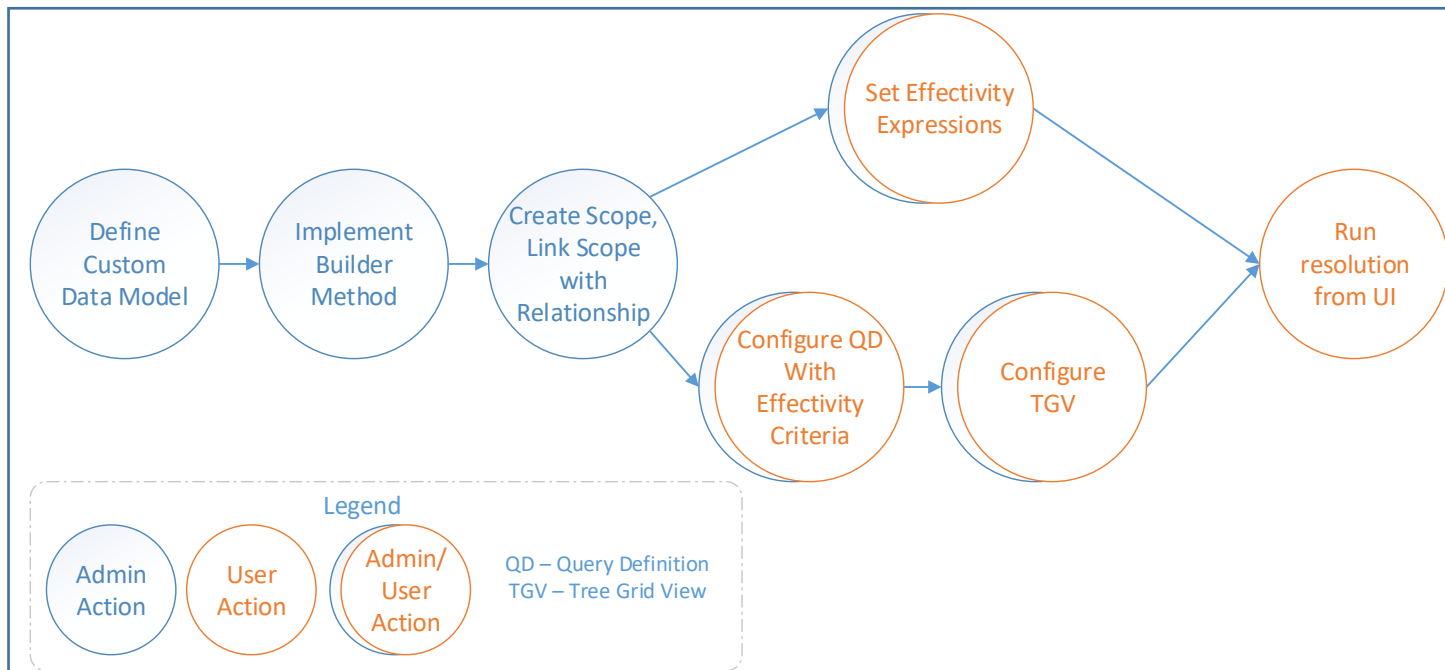 Set Effectivity
Expressions
Define
Custom
Data Model
Implement
Builder
Method
Create Scope,
Link Scope
with
Relationship
Run
resolution
from UI
Configure QD
With
Effectivity
Criteria
Configure
TGV
Legend
Admin
Action
User
Action
Admin/
User
Action
QD – Query Definition
TGV – Tree Grid View